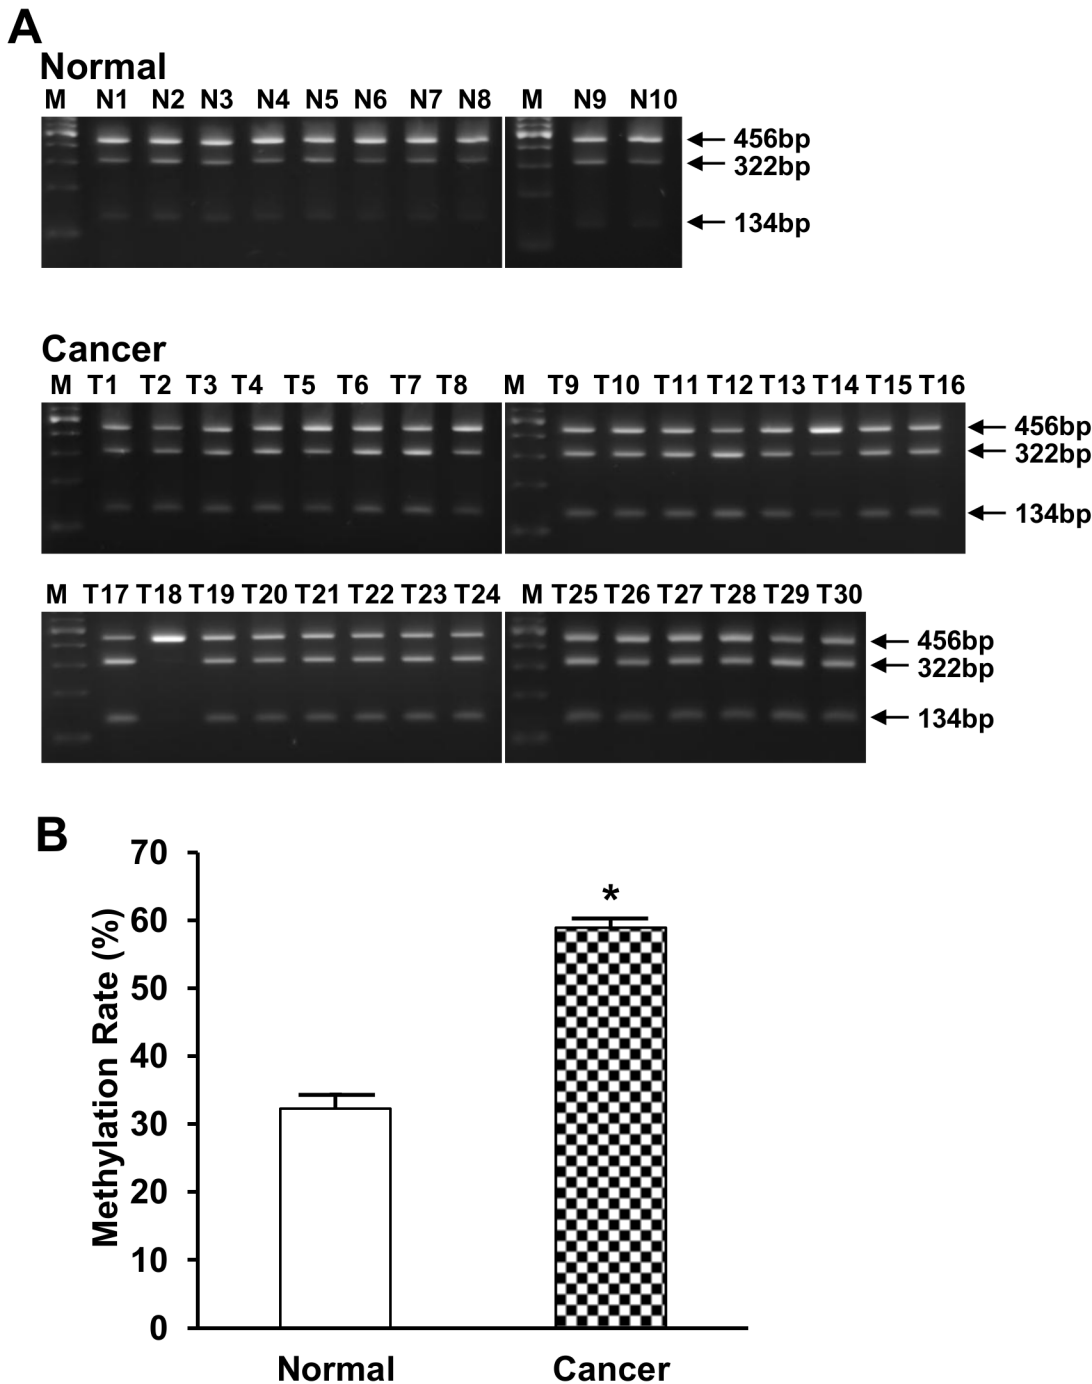 A
Normal
M N1 N2 N3 N4 N5 N6 N7 N8 M N9 N10
456bp
322bp
134bp
Cancer
M T1 T2 T3 T4 T5 T6 T7 T8 M T9 T10 T11 T12 T13 T14 T15 T16
456bp
322bp
134bp
M T17 T18 T19 T20 T21 T22 T23 T24 M T25 T26 T27 T28 T29 T30
456bp
322bp
134bp
B
Methylation Rate (%)
70
60
50
40
30
20
10
0
*
Normal Cancer